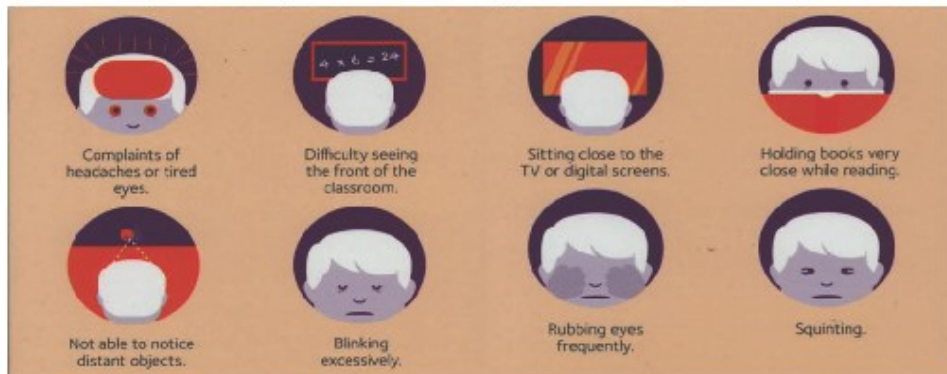 4 x 6 = 24
Complaints of
headaches or tired
eyes.
Difficulty seeing
the front of the
classroom.
Sitting close to the
TV or digital screens.
Holding books very
close while reading.
Not able to notice
distant objects.
Blinking
excessively.
Rubbing eyes
frequently.
Squinting.